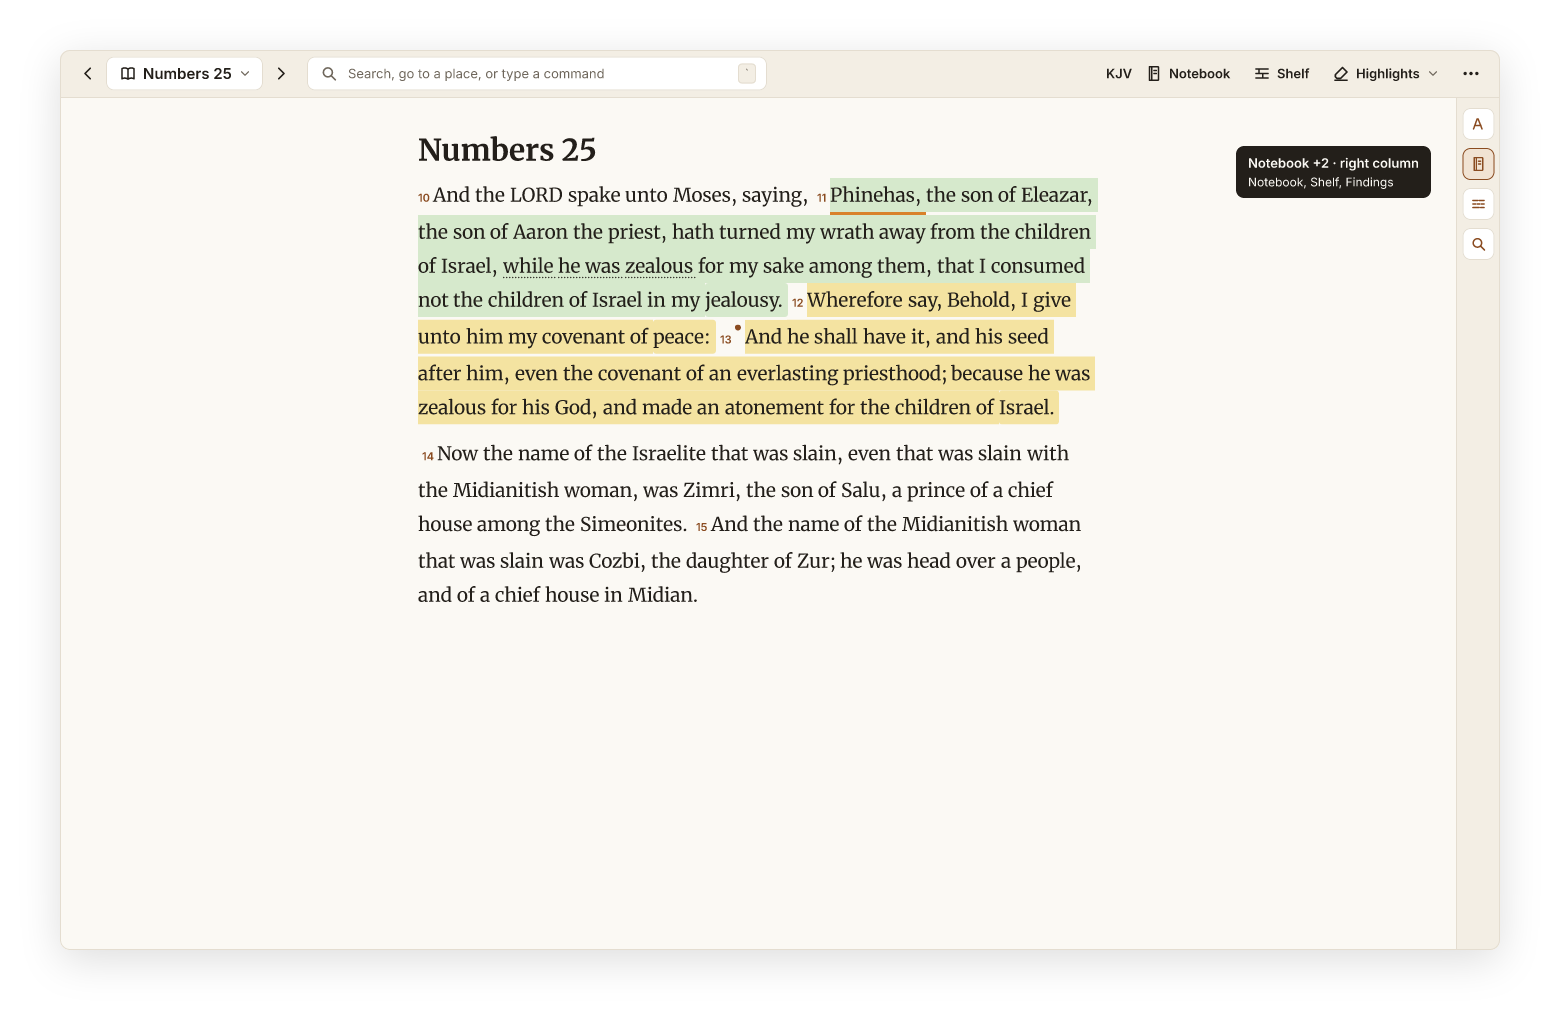 Numbers 25
Search, go to a place, or type a command
`
KJV
Notebook
Shelf
Highlights
A
Numbers 25
Notebook +2 · right column
Notebook, Shelf, Findings
10 And the LORD spake unto Moses, saying, 11 Phinehas, the son of Eleazar,
the son of Aaron the priest, hath turned my wrath away from the children
of Israel, while he was zealous for my sake among them, that I consumed
not the children of Israel in my jealousy. 12 Wherefore say, Behold, I give
unto him my covenant of peace: 13 And he shall have it, and his seed
after him, even the covenant of an everlasting priesthood; because he was
zealous for his God, and made an atonement for the children of Israel.
14 Now the name of the Israelite that was slain, even that was slain with
the Midianitish woman, was Zimri, the son of Salu, a prince of a chief
house among the Simeonites. 15 And the name of the Midianitish woman
that was slain was Cozbi, the daughter of Zur; he was head over a people,
and of a chief house in Midian.